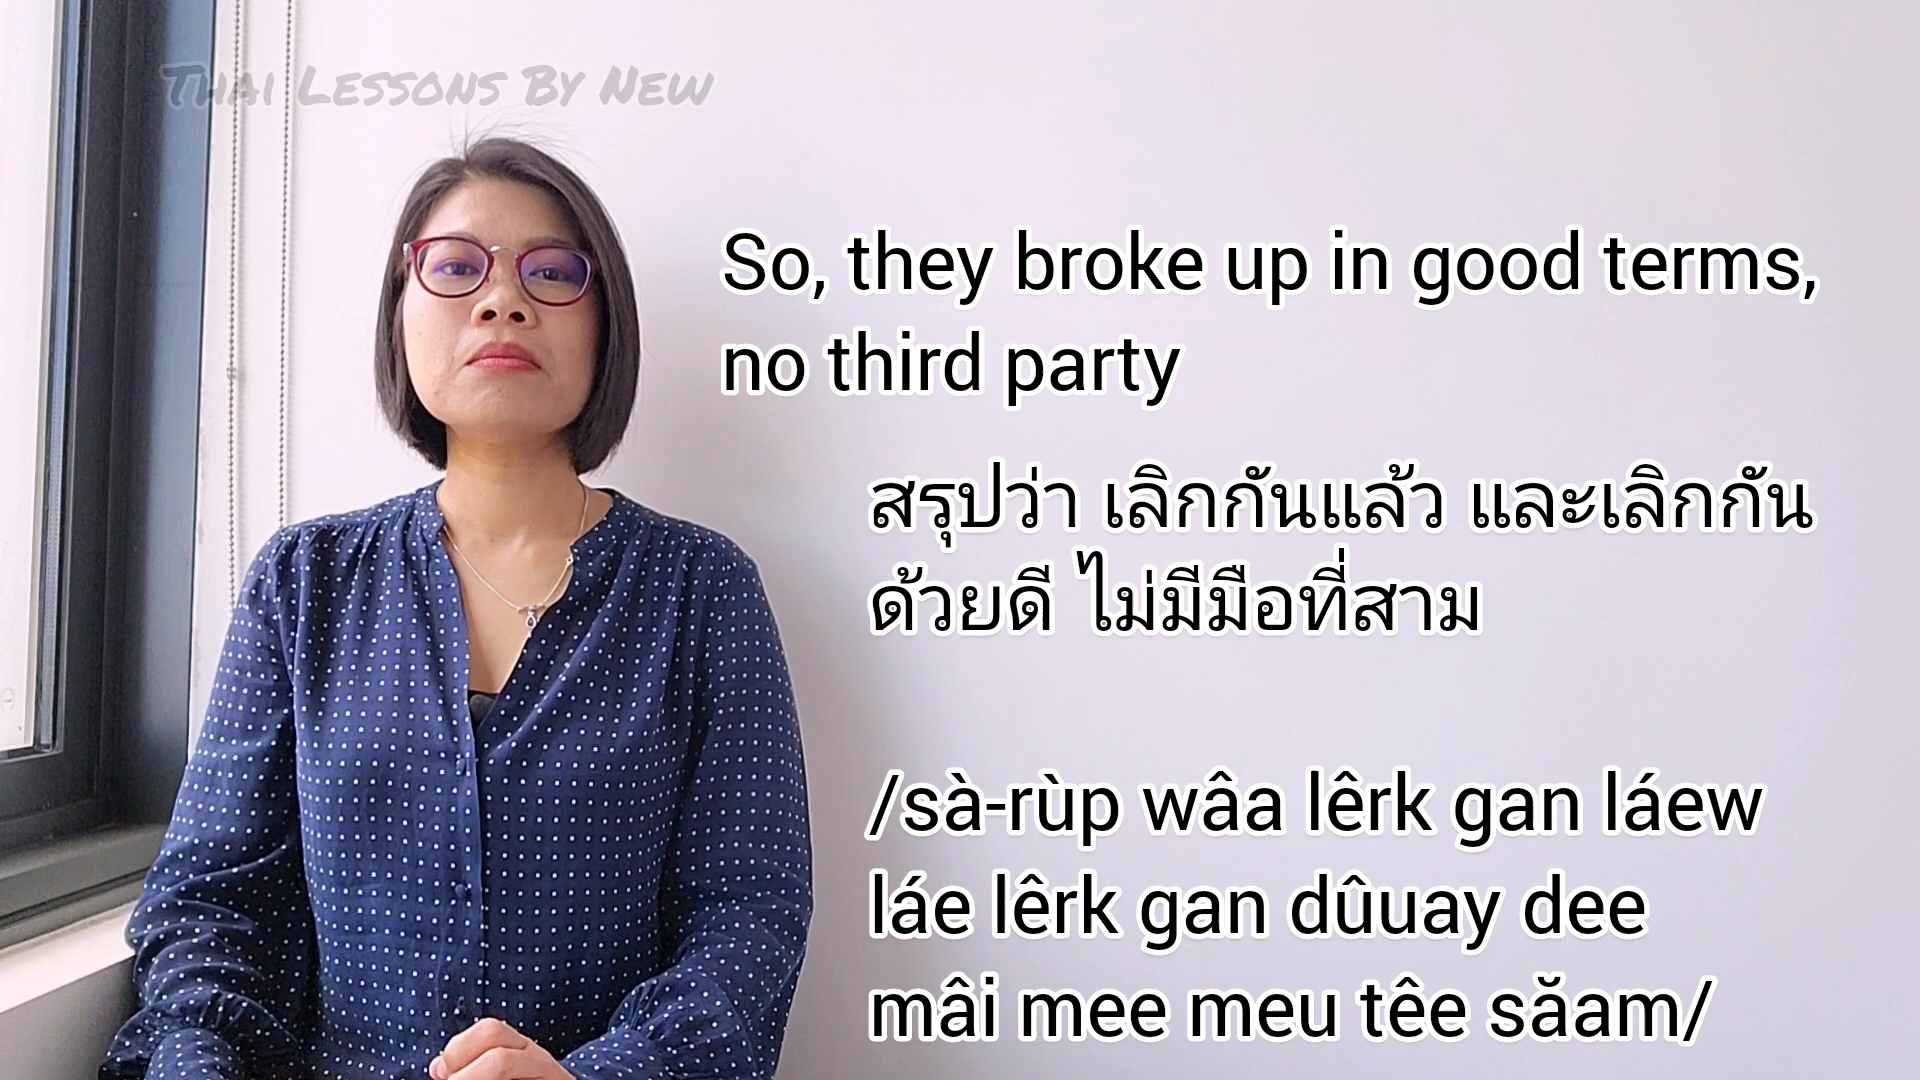 Thai Lessons By New
So, they broke up in good terms,
no third party
สรุปว่า เลิกกันแล้ว และเลิกกัน
ด้วยดี ไม่มีมือที่สาม
/sà-rùp wâa lêrk gan láew
láe lêrk gan dûuay dee
mâi mee meu têe săam/